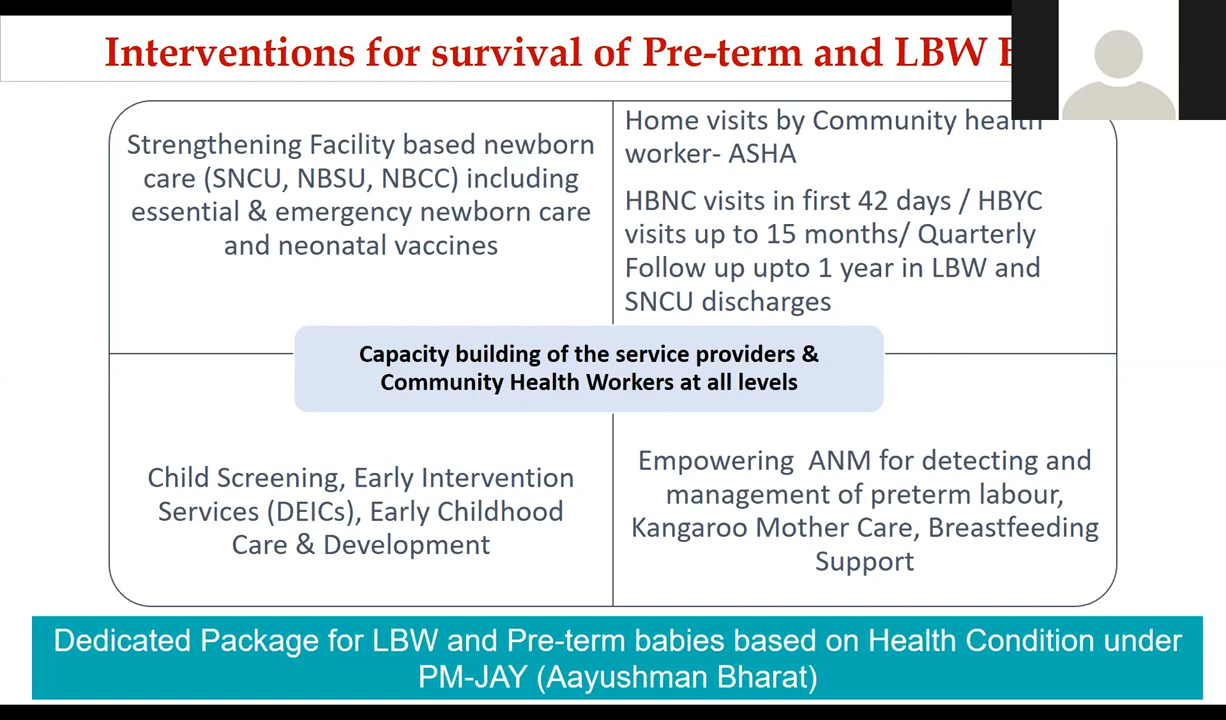 Interventions for survival of Pre-term and LBW
Strengthening Facility based newborn
care (SNCU, NBSU, NBCC) including
essential & emergency newborn care
and neonatal vaccines
Home visits by Community health
worker- ASHA
HBNC visits in first 42 days / HBYC
visits up to 15 months/ Quarterly
Follow up upto 1 year in LBW and
SNCU discharges
Capacity building of the service providers &
Community Health Workers at all levels
Child Screening, Early Intervention
Services (DEICs), Early Childhood
Care & Development
Empowering ANM for detecting and
management of preterm labour,
Kangaroo Mother Care, Breastfeeding
Support
Dedicated Package for LBW and Pre-term babies based on Health Condition under
PM-JAY (Aayushman Bharat)